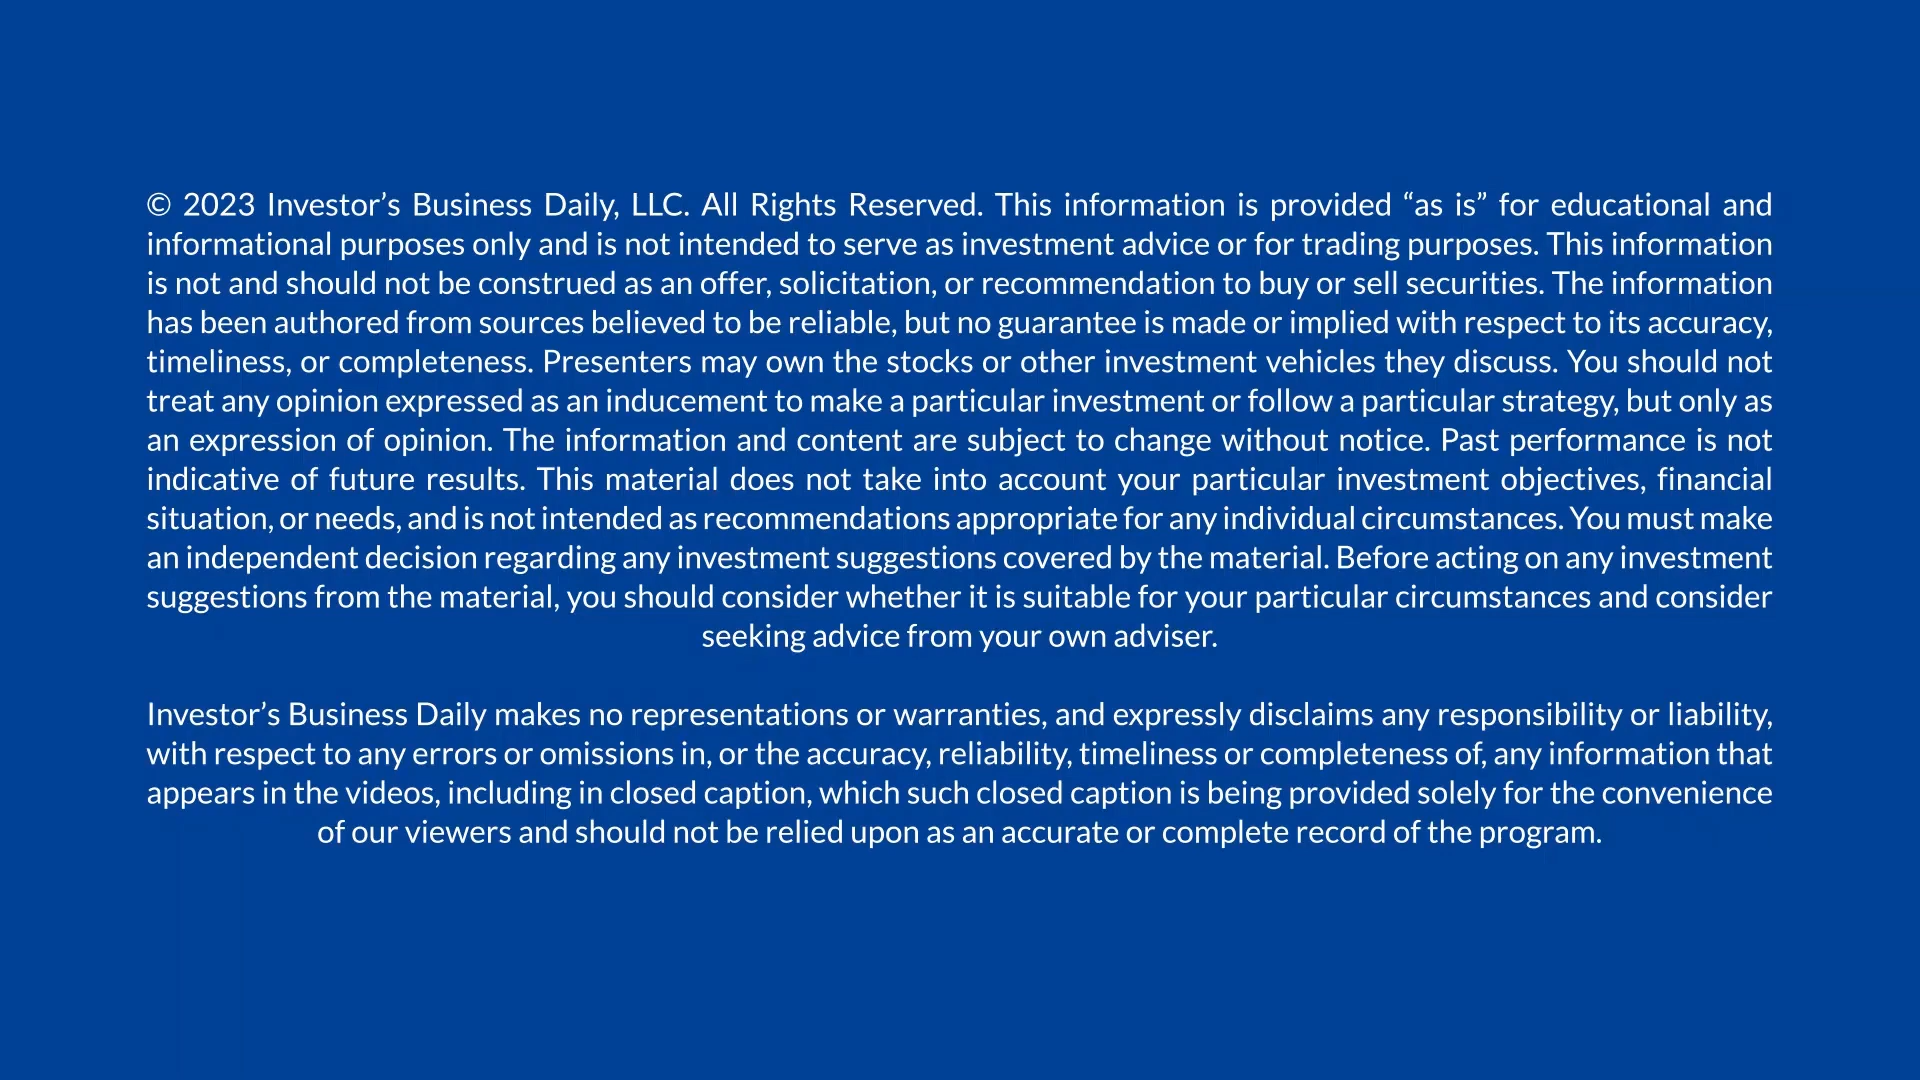 © 2023 Investor’s Business Daily, LLC. All Rights Reserved. This information is provided “as is” for educational and
informational purposes only and is not intended to serve as investment advice or for trading purposes. This information
is not and should not be construed as an offer, solicitation, or recommendation to buy or sell securities. The information
has been authored from sources believed to be reliable, but no guarantee is made or implied with respect to its accuracy,
timeliness, or completeness. Presenters may own the stocks or other investment vehicles they discuss. You should not
treat any opinion expressed as an inducement to make a particular investment or follow a particular strategy, but only as
an expression of opinion. The information and content are subject to change without notice. Past performance is not
indicative of future results. This material does not take into account your particular investment objectives, financial
situation, or needs, and is not intended as recommendations appropriate for any individual circumstances. You must make
an independent decision regarding any investment suggestions covered by the material. Before acting on any investment
suggestions from the material, you should consider whether it is suitable for your particular circumstances and consider
seeking advice from your own adviser.
Investor’s Business Daily makes no representations or warranties, and expressly disclaims any responsibility or liability,
with respect to any errors or omissions in, or the accuracy, reliability, timeliness or completeness of, any information that
appears in the videos, including in closed caption, which such closed caption is being provided solely for the convenience
of our viewers and should not be relied upon as an accurate or complete record of the program.